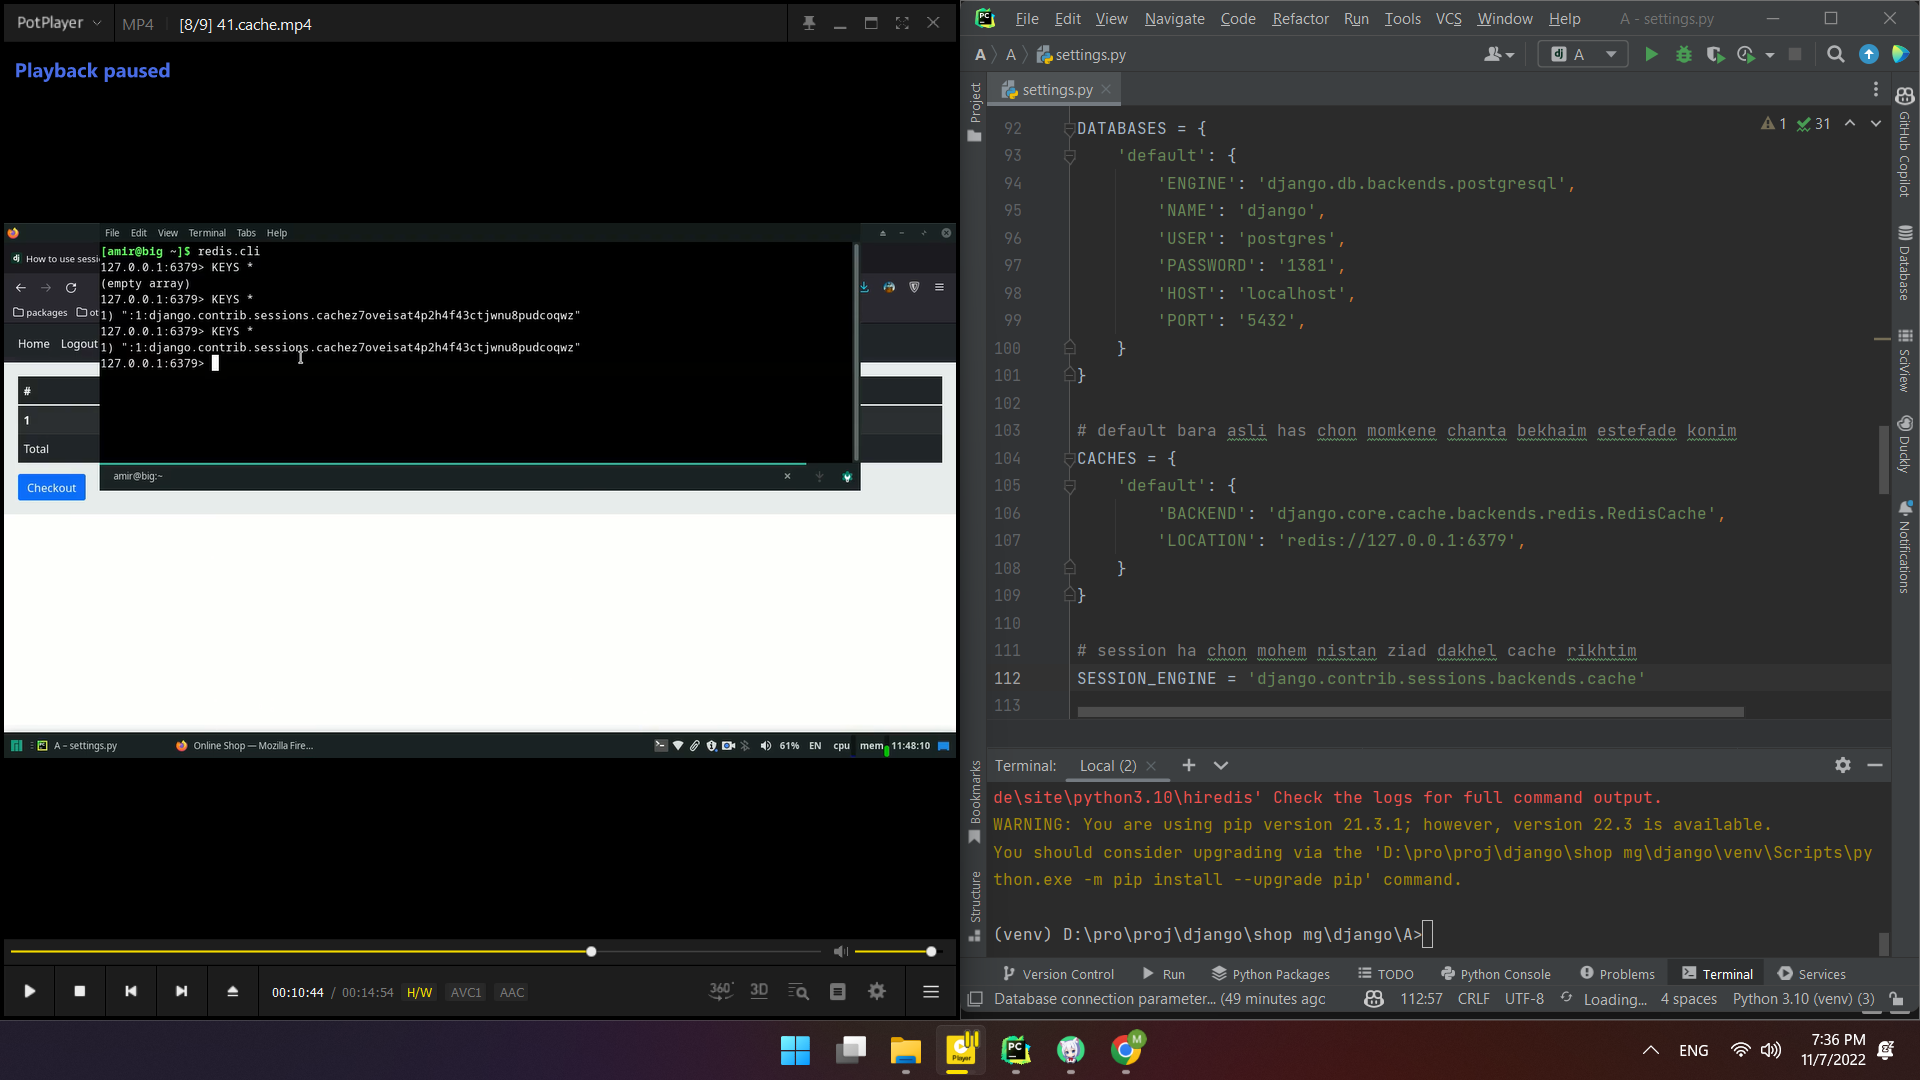 PotPlayer MP4 [8/9] 41.cache.mp4
Playback paused
File Edit View Terminal Tabs Help
How to use sessi
[amir@big ~]$ redis.cli
127.0.0.1:6379> KEYS *
(empty array)
127.0.0.1:6379> KEYS *
1) ":1:django.contrib.sessions.cachez7oveisat4p2h4f43ctjwnu8pudcoqwz"
127.0.0.1:6379> KEYS *
1) ":1:django.contrib.sessions.cachez7oveisat4p2h4f43ctjwnu8pudcoqwz"
127.0.0.1:6379>
packages ot
Home Logout
#
1
Total
Checkout
amir@big:~
A – settings.py Online Shop — Mozilla Fire... 61% EN cpu mem 11:48:10
00:10:44 / 00:14:54 H/W AVC1 AAC 360° 3D
PC File Edit View Navigate Code Refactor Run Tools VCS Window Help A - settings.py
A A settings.py dj A
settings.py
Project
Bookmarks
Structure
1 31
92 DATABASES = {
93 'default': {
94 'ENGINE': 'django.db.backends.postgresql',
95 'NAME': 'django',
96 'USER': 'postgres',
97 'PASSWORD': '1381',
98 'HOST': 'localhost',
99 'PORT': '5432',
100 }
101 }
102
103 # default bara asli has chon momkene chanta bekhaim estefade konim
104 CACHES = {
105 'default': {
106 'BACKEND': 'django.core.cache.backends.redis.RedisCache',
107 'LOCATION': 'redis://127.0.0.1:6379',
108 }
109 }
110
111 # session ha chon mohem nistan ziad dakhel cache rikhtim
112 SESSION_ENGINE = 'django.contrib.sessions.backends.cache'
113
GitHub Copilot
Database
SciView
Duckly
Notifications
Terminal: Local (2)
de\site\python3.10\hiredis' Check the logs for full command output.
WARNING: You are using pip version 21.3.1; however, version 22.3 is available.
You should consider upgrading via the 'D:\pro\proj\django\shop mg\django\venv\Scripts\py
thon.exe -m pip install --upgrade pip' command.
(venv) D:\pro\proj\django\shop mg\django\A>
Version Control Run Python Packages TODO Python Console Problems Terminal Services
Database connection parameter... (49 minutes agc 112:57 CRLF UTF-8 Loading... 4 spaces Python 3.10 (venv) (3)
Player PC M ENG 7:36 PM
11/7/2022